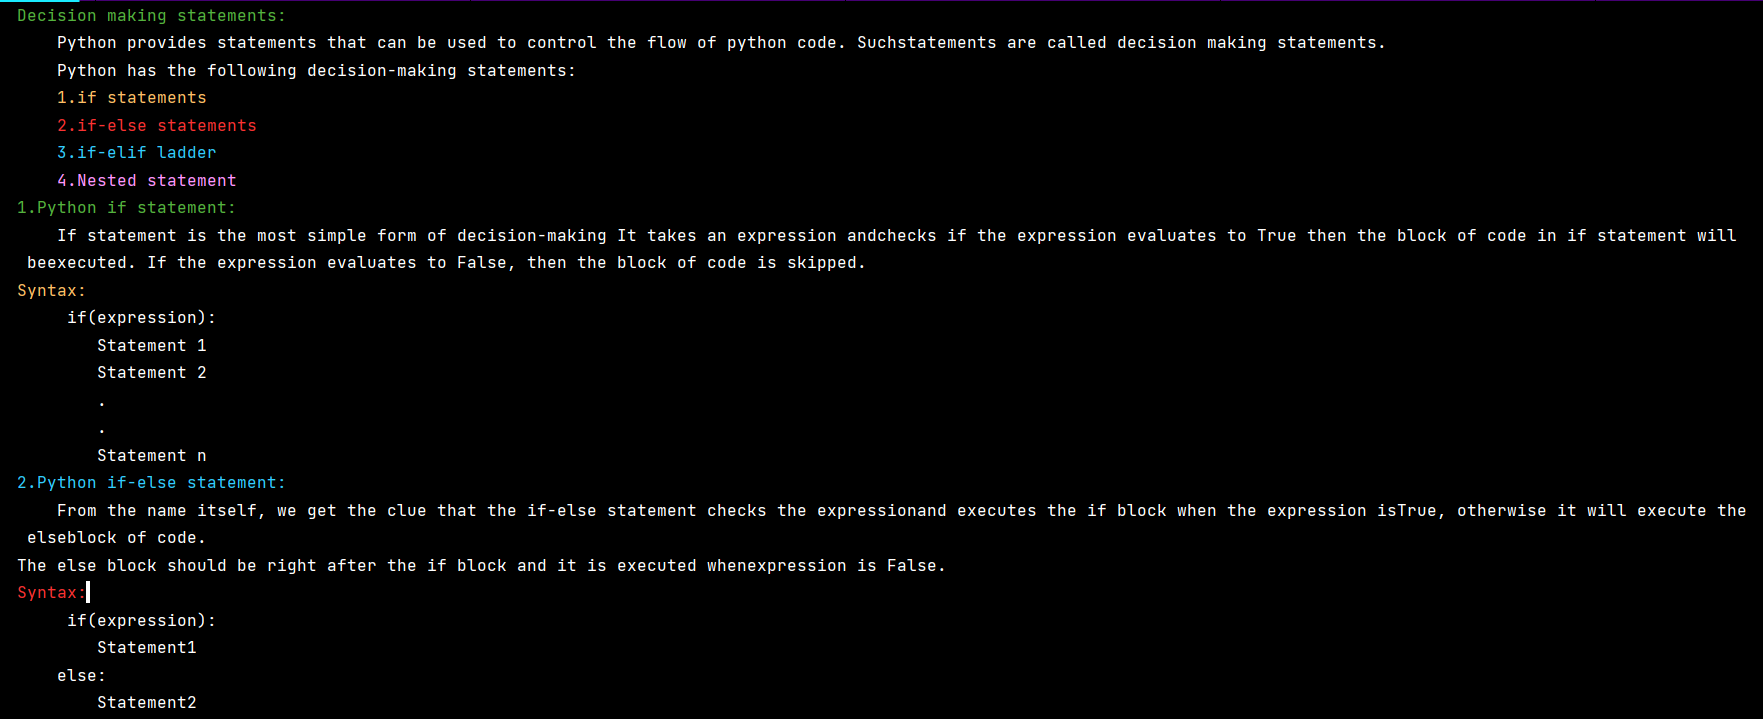 Decision making statements:
Python provides statements that can be used to control the flow of python code. Suchstatements are called decision making statements.
Python has the following decision-making statements:
1.if statements
2.if-else statements
3.if-elif ladder
4.Nested statement
1.Python if statement:
If statement is the most simple form of decision-making It takes an expression andchecks if the expression evaluates to True then the block of code in if statement will
beexecuted. If the expression evaluates to False, then the block of code is skipped.
Syntax:
if(expression):
Statement 1
Statement 2
.
.
Statement n
2.Python if-else statement:
From the name itself, we get the clue that the if-else statement checks the expressionand executes the if block when the expression isTrue, otherwise it will execute the
elseblock of code.
The else block should be right after the if block and it is executed whenexpression is False.
Syntax:
if(expression):
Statement1
else:
Statement2